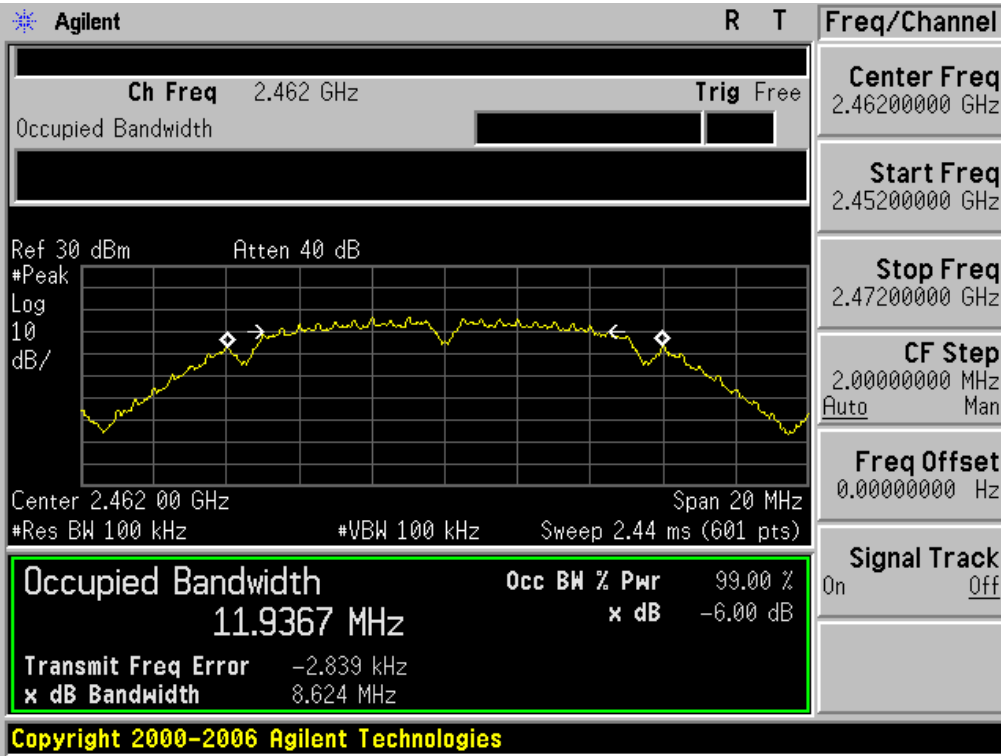 Agilent R T
Freq/Channel
Ch Freq 2.462 GHz Trig Free
Occupied Bandwidth
Ref 30 dBm Atten 40 dB
#Peak
Log
10
dB/
Center 2.462 00 GHz Span 20 MHz
#Res BW 100 kHz #VBW 100 kHz Sweep 2.44 ms (601 pts)
Occupied Bandwidth
11.9367 MHz
Occ BW % Pwr 99.00 %
x dB -6.00 dB
Transmit Freq Error -2.839 kHz
x dB Bandwidth 8.624 MHz
Copyright 2000-2006 Agilent Technologies
Center Freq
2.46200000 GHz
Start Freq
2.45200000 GHz
Stop Freq
2.47200000 GHz
CF Step
2.00000000 MHz
Auto Man
Freq Offset
0.00000000 Hz
Signal Track
On Off